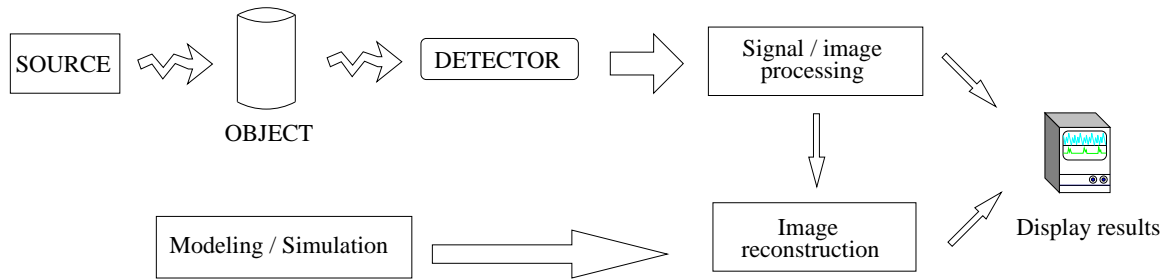 SOURCE
OBJECT
DETECTOR
Signal / image
processing
Modeling / Simulation
Image
reconstruction
Display results